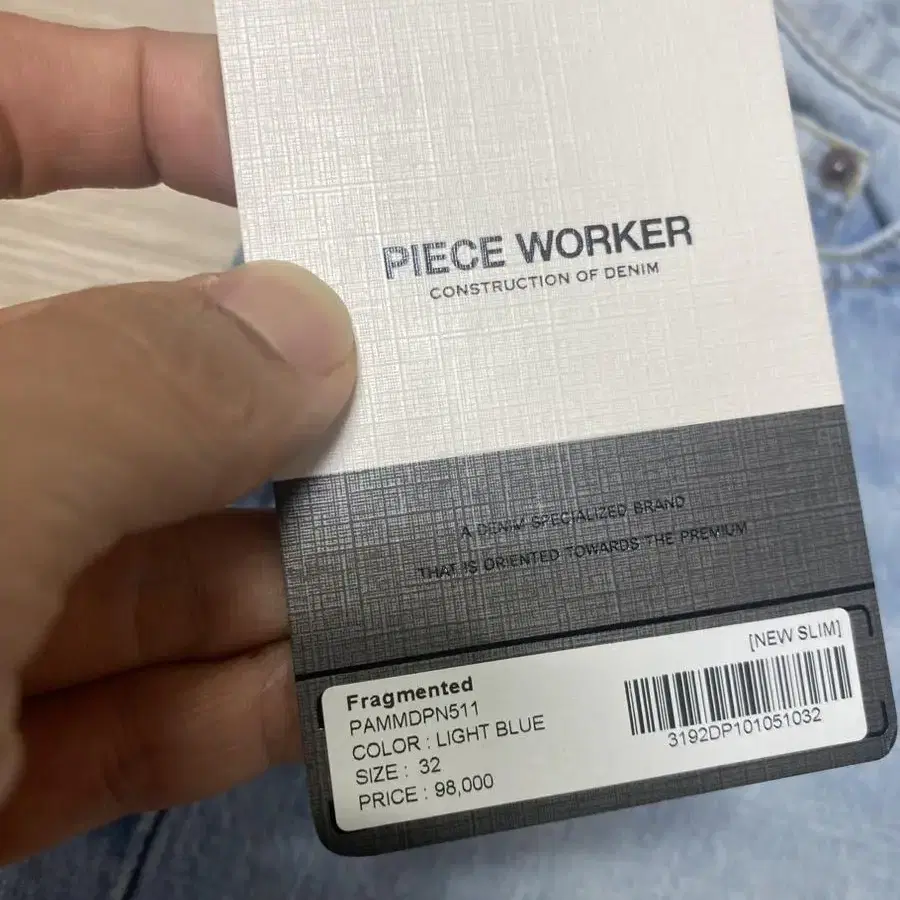 PIECE WORKER
CONSTRUCTION OF DENIM
A DENIM SPECIALIZED BRAND
THAT IS ORIENTED TOWARDS THE PREMIUM
[NEW SLIM]
Fragmented
PAMMDPN511
COLOR : LIGHT BLUE
SIZE : 32
PRICE : 98,000
3192DP101051032